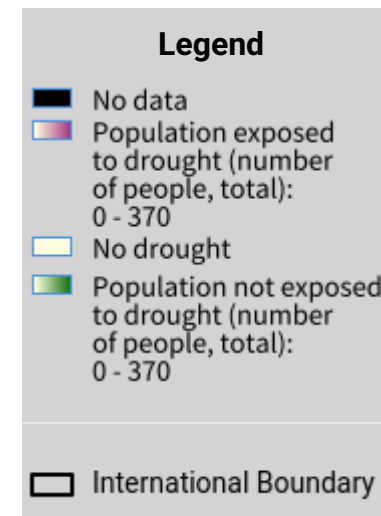 Legend
No data
Population exposed
to drought (number
of people, total):
0 - 370
No drought
Population not exposed
to drought (number
of people, total):
0 - 370
International Boundary